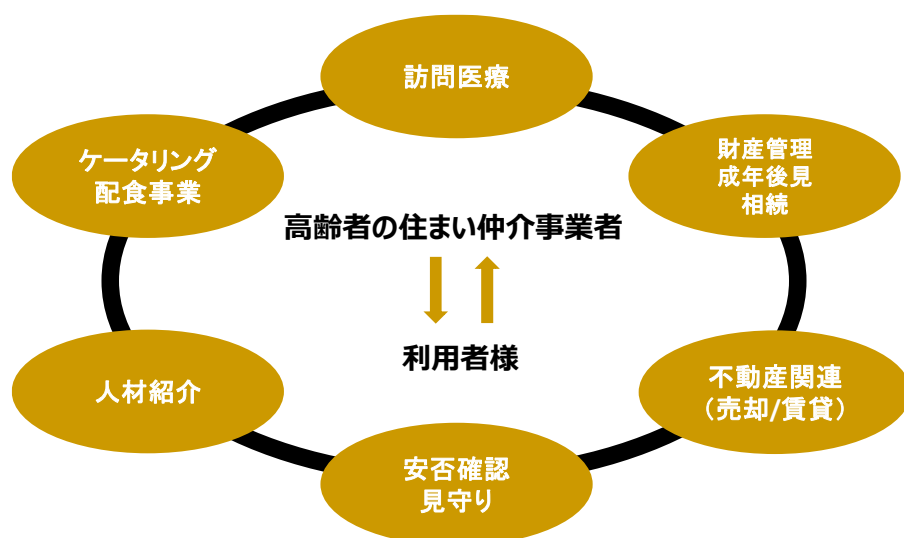 訪問医療
ケータリング
配食事業
財産管理
成年後見
相続
高齢者の住まい仲介事業者
利用者様
人材紹介
不動産関連
（売却/賃貸）
安否確認
見守り